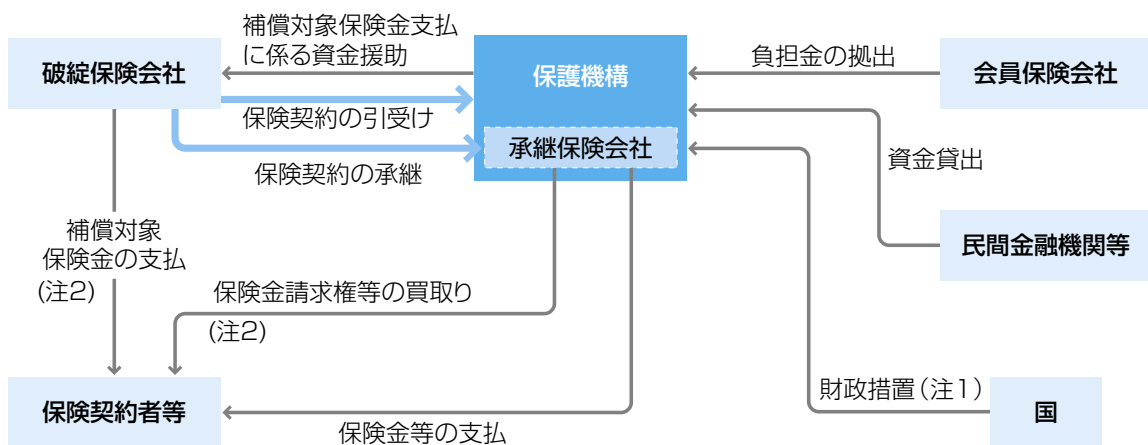 補償対象保険金支払
に係る資金援助
破綻保険会社
保護機構
負担金の拠出
会員保険会社
保険契約の引受け
承継保険会社
保険契約の承継
資金貸出
民間金融機関等
補償対象
保険金の支払
(注2)
保険金請求権等の買取り
(注2)
財政措置(注1)
国
保険契約者等
保険金等の支払